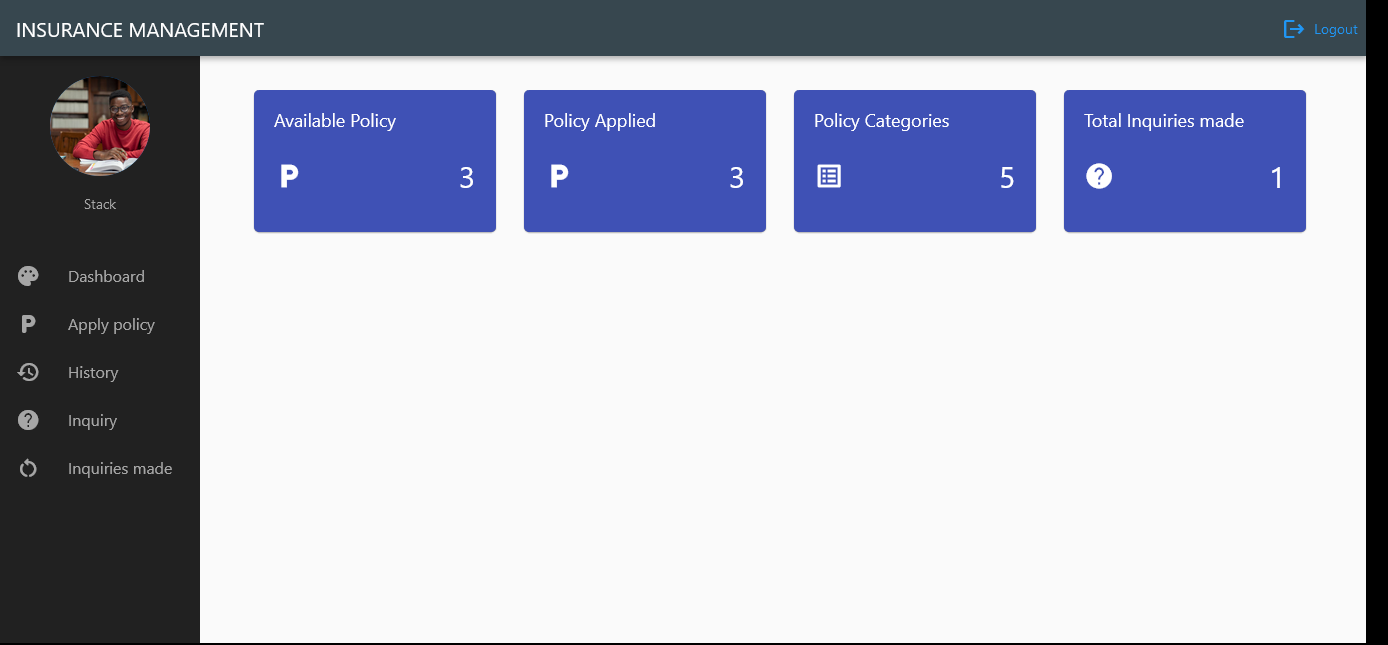 INSURANCE MANAGEMENT
Logout
Stack
Dashboard
Apply policy
History
Inquiry
Inquiries made
Available Policy
P
3
Policy Applied
P
3
Policy Categories
5
Total Inquiries made
?
1